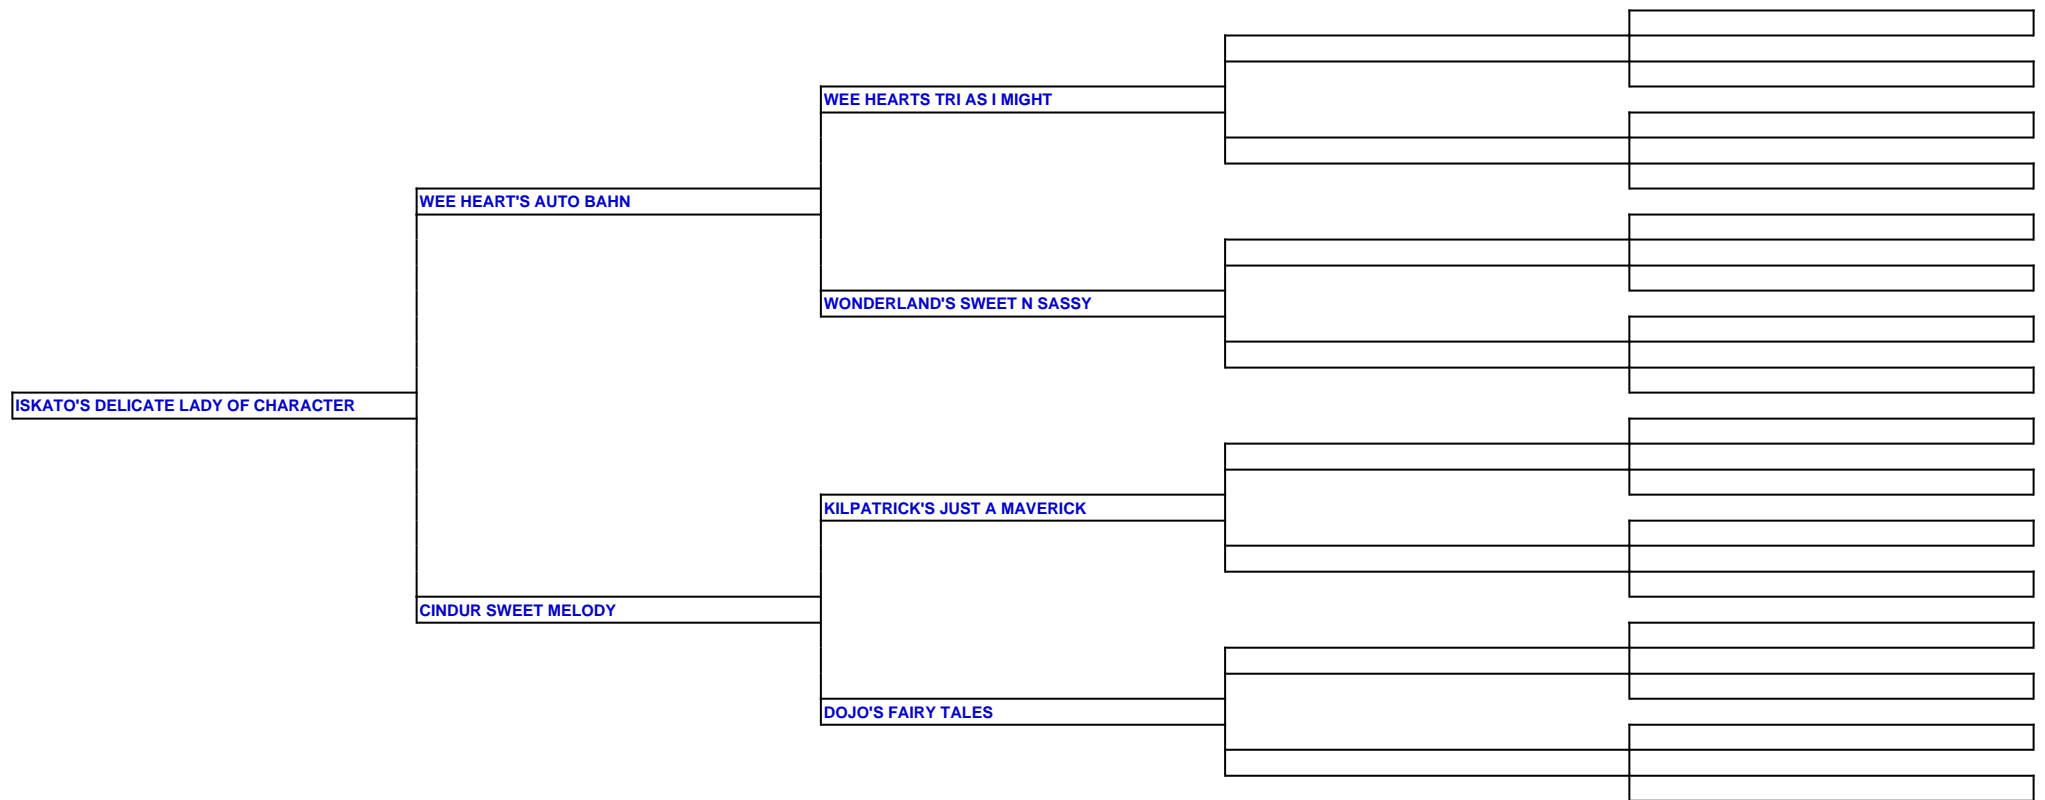 WEE HEARTS TRI AS I MIGHT
WEE HEART'S AUTO BAHN
WONDERLAND'S SWEET N SASSY
ISKATO'S DELICATE LADY OF CHARACTER
KILPATRICK'S JUST A MAVERICK
CINDUR SWEET MELODY
DOJO'S FAIRY TALES